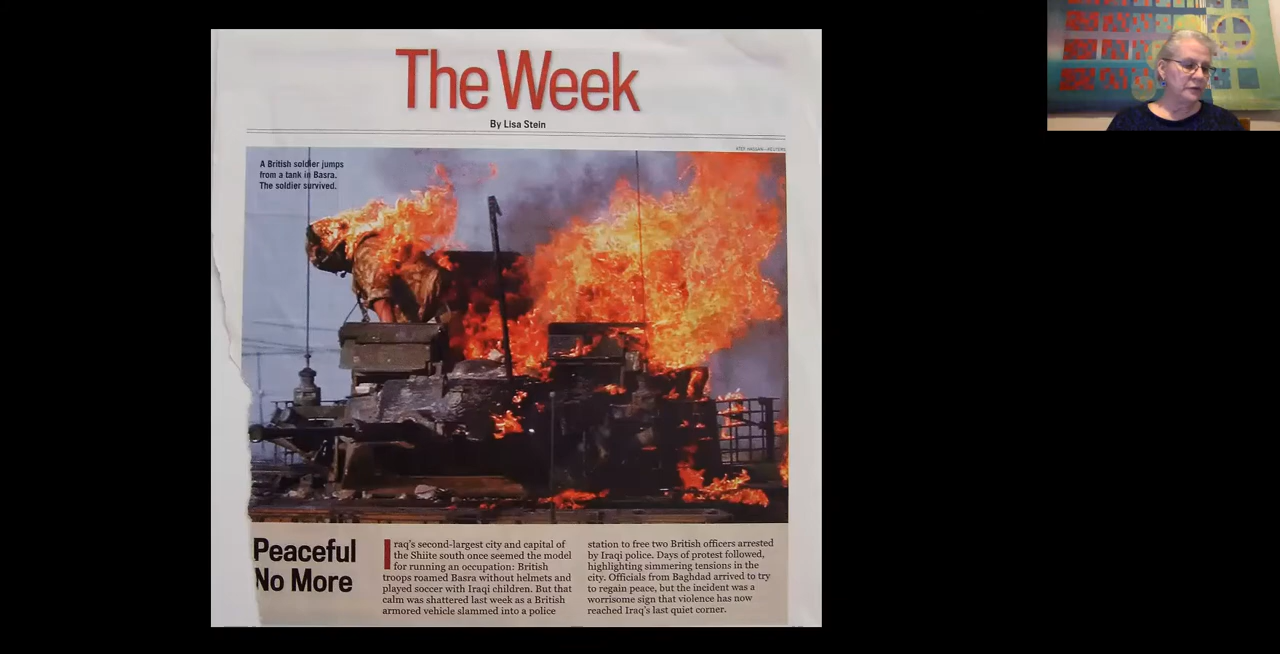 The Week
By Lisa Stein
ATEF HASSAN—REUTERS
A British soldier jumps
from a tank in Basra.
The soldier survived.
Peaceful
No More
Iraq's second-largest city and capital of
the Shiite south once seemed the model
for running an occupation: British
troops roamed Basra without helmets and
played soccer with Iraqi children. But that
calm was shattered last week as a British
armored vehicle slammed into a police
station to free two British officers arrested
by Iraqi police. Days of protest followed,
highlighting simmering tensions in the
city. Officials from Baghdad arrived to try
to regain peace, but the incident was a
worrisome sign that violence has now
reached Iraq's last quiet corner.